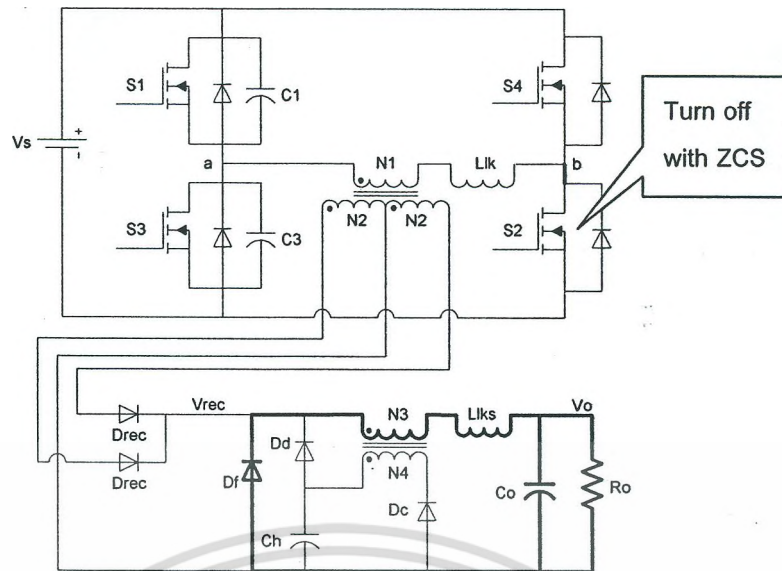 S1
C1
S4
Turn off
with ZCS
Vs
+
-
a
N1
Llk
b
S3
C3
N2
N2
S2
Drec
Vrec
Drec
Df
Dd
N3
Llks
Vo
N4
Dc
Ch
Co
Ro